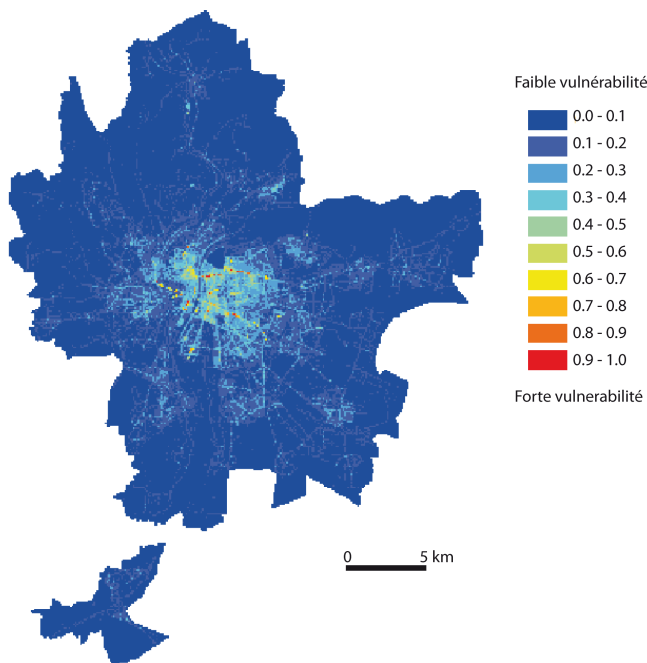 Faible vulnérabilité
0.0 - 0.1
0.1 - 0.2
0.2 - 0.3
0.3 - 0.4
0.4 - 0.5
0.5 - 0.6
0.6 - 0.7
0.7 - 0.8
0.8 - 0.9
0.9 - 1.0
Forte vulnerabilité
0 5 km